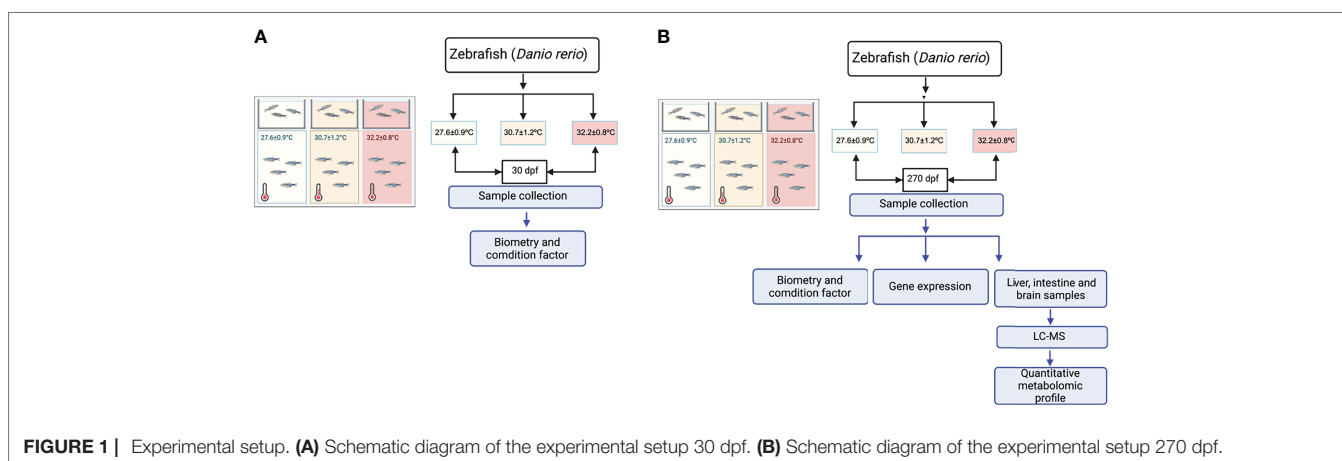 A
Zebrafish (Danio rerio)
27.6±0.9°C
30.7±1.2°C
32.2±0.8°C
27.6±0.9°C
30.7±1.2°C
32.2±0.8°C
30 dpf
Sample collection
Biometry and
comdition factor
B
Zebrafish (Danio rerio)
27.6±0.9°C
30.7±1.2°C
32.2±0.8°C
27.6±0.9°C
30.7±1.2°C
32.2±0.8°C
270 dpf
Sample collection
Biometry and
comdition factor
Gene expression
Liver, intestine and
brain samples
LC-MS
Quantitative
metabolomic
profile
FIGURE 1 | Experimental setup. (A) Schematic diagram of the experimental setup 30 dpf. (B) Schematic diagram of the experimental setup 270 dpf.